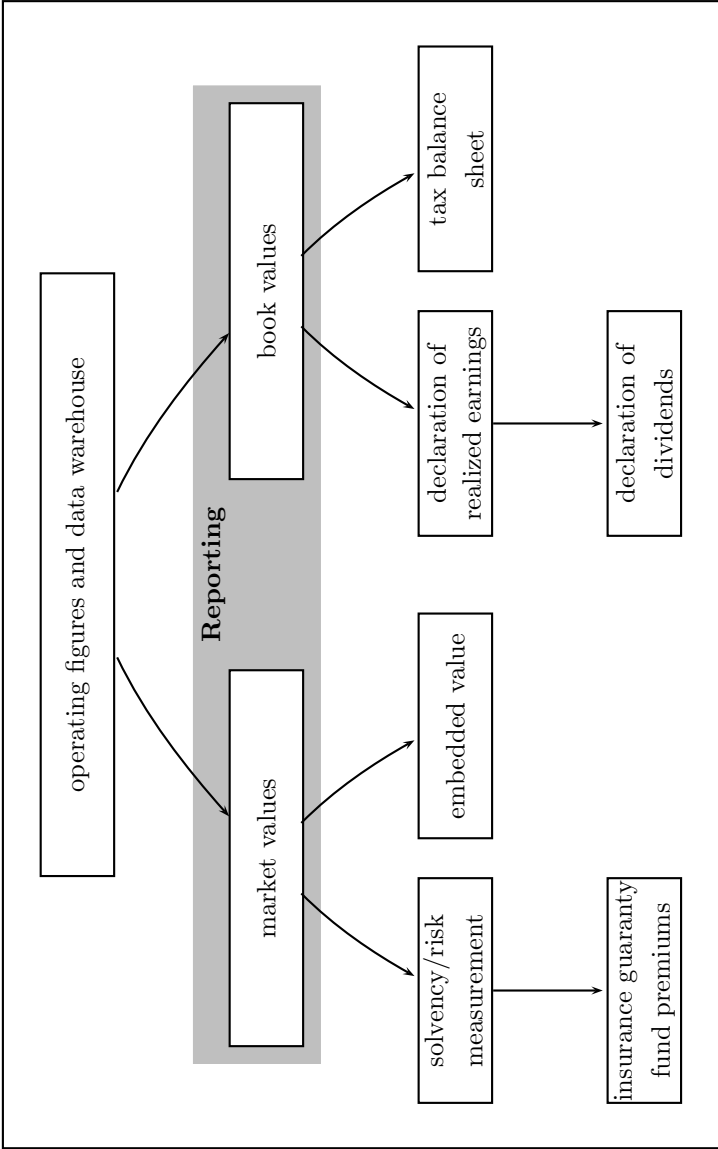 operating figures and data warehouse
Reporting
market values
book values
solvency/risk
measurement
embedded value
declaration of
realized earnings
tax balance
sheet
insurance guaranty
fund premiums
declaration of
dividends